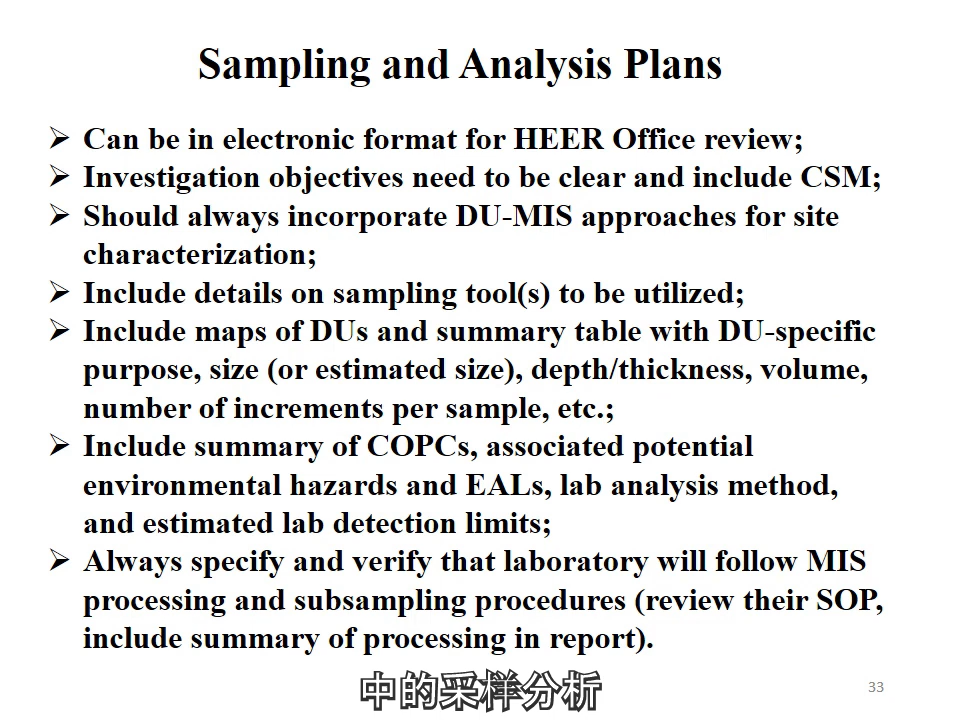 Sampling and Analysis Plans
➢ Can be in electronic format for HEER Office review;
➢ Investigation objectives need to be clear and include CSM;
➢ Should always incorporate DU-MIS approaches for site
characterization;
➢ Include details on sampling tool(s) to be utilized;
➢ Include maps of DUs and summary table with DU-specific
purpose, size (or estimated size), depth/thickness, volume,
number of increments per sample, etc.;
➢ Include summary of COPCs, associated potential
environmental hazards and EALs, lab analysis method,
and estimated lab detection limits;
➢ Always specify and verify that laboratory will follow MIS
processing and subsampling procedures (review their SOP,
include summary of processing in report).
中的采样分析
33